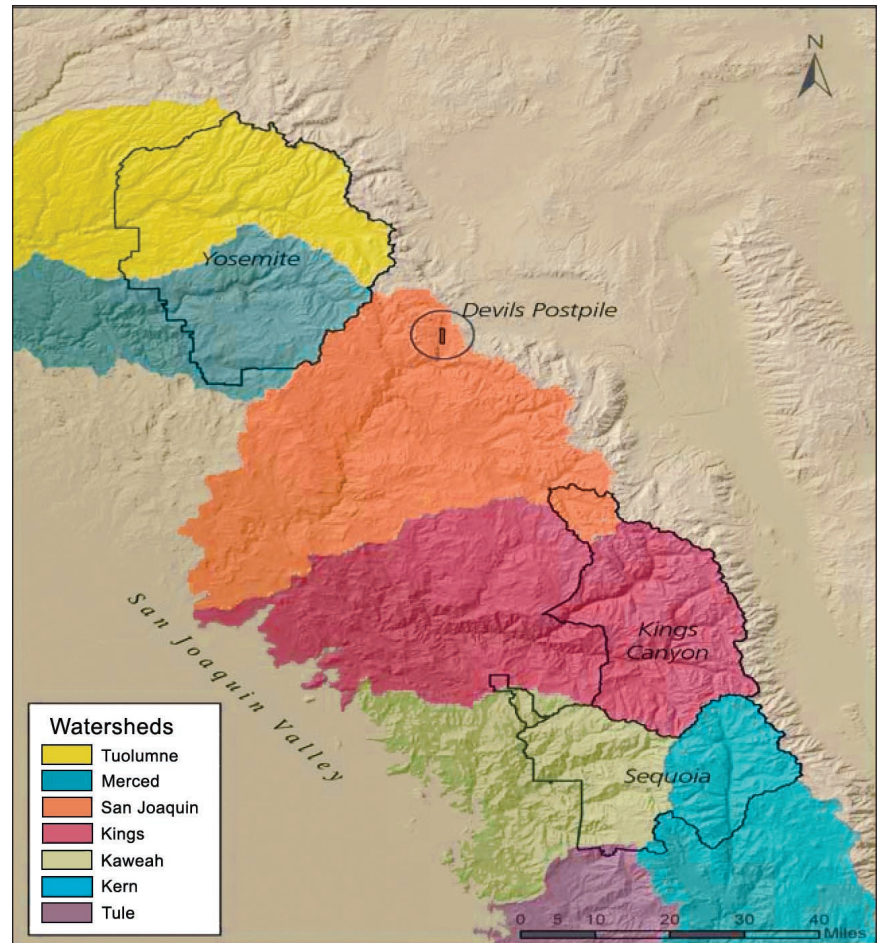 N
Yosemite
Devils Postpile
San Joaquin Valley
Kings
Canyon
Sequoia
Watersheds
Tuolumne
Merced
San Joaquin
Kings
Kaweah
Kern
Tule
0 5 10 20 30 40
Miles